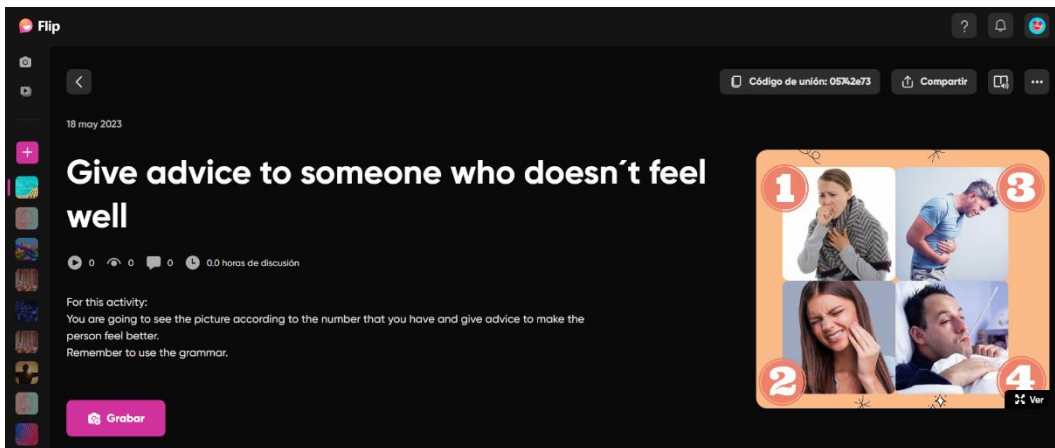 Flip
?
Código de unión: 05742e73
Compartir
...
18 may 2023
Give advice to someone who doesn´t feel
well
0 0 0 0.0 horas de discusión
For this activity:
You are going to see the picture according to the number that you have and give advice to make the
person feel better.
Remember to use the grammar.
Grabar
1
3
2
4
Ver